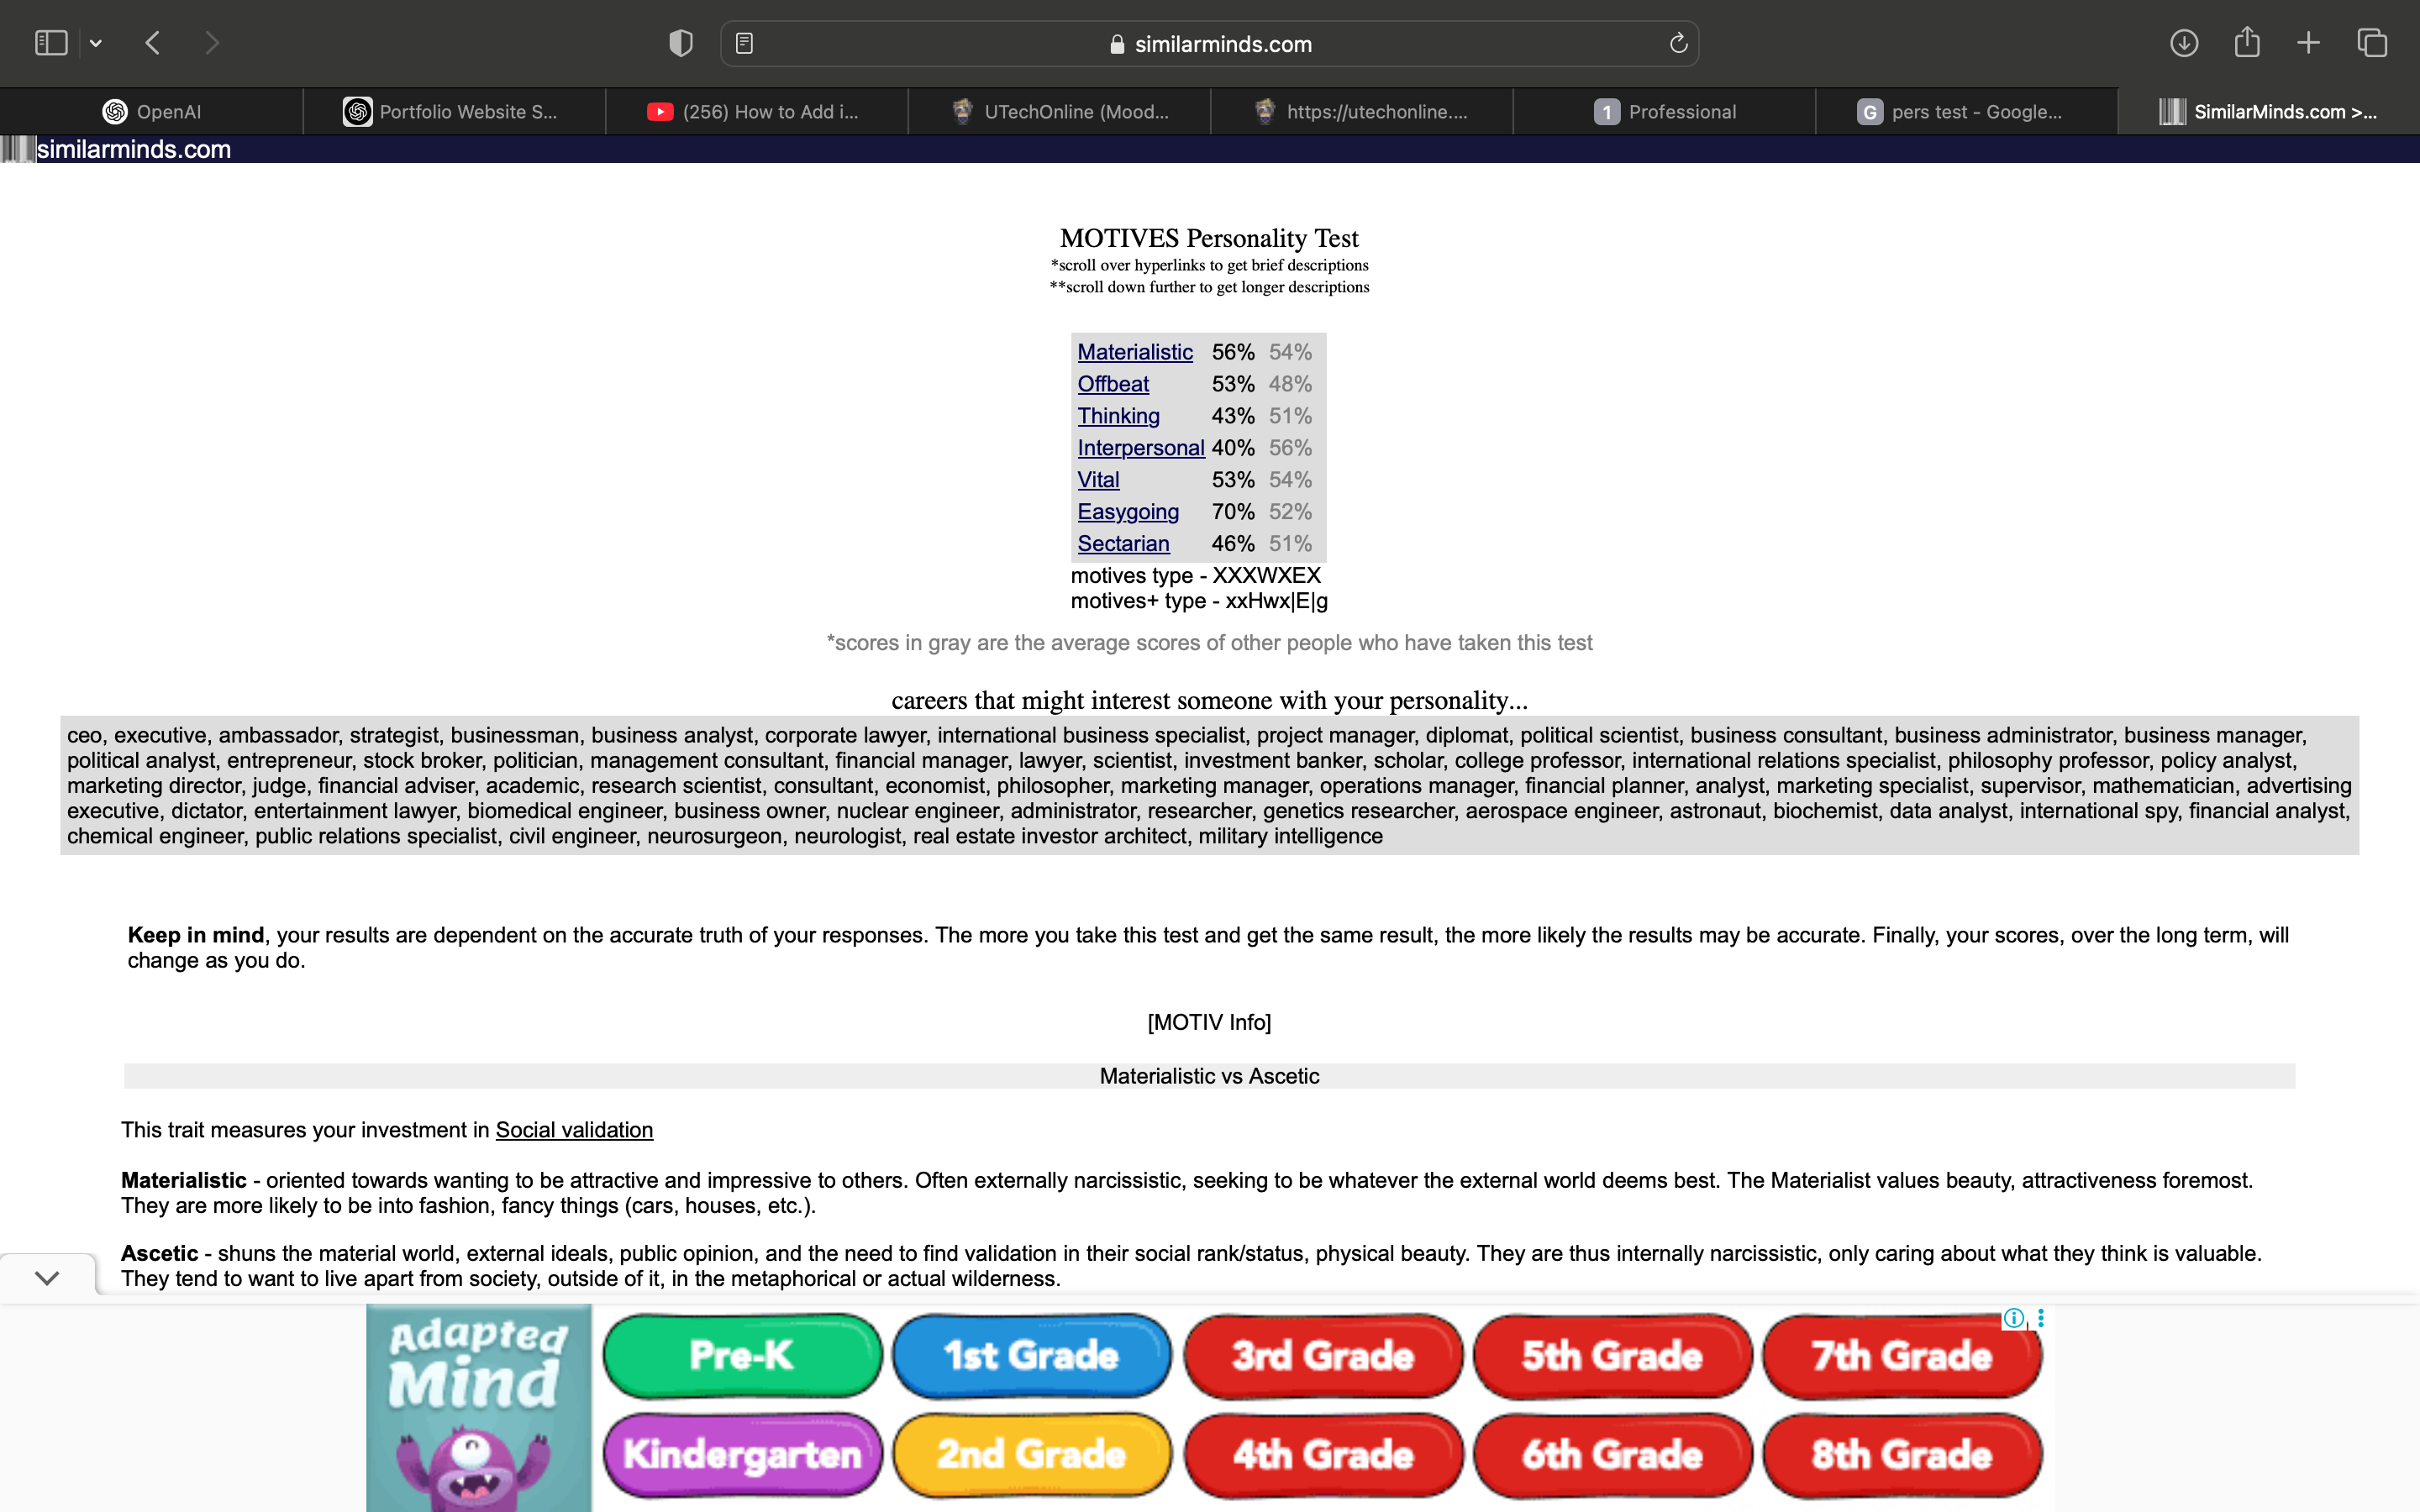 similarminds.com
OpenAI
Portfolio Website S...
(256) How to Add i...
UTechOnline (Mood...
https://utechonline....
1 Professional
G pers test - Google...
SimilarMinds.com >...
similarminds.com
MOTIVES Personality Test
*scroll over hyperlinks to get brief descriptions
**scroll down further to get longer descriptions
Materialistic 56% 54%
Offbeat 53% 48%
Thinking 43% 51%
Interpersonal 40% 56%
Vital 53% 54%
Easygoing 70% 52%
Sectarian 46% 51%
motives type - XXXWXEX
motives+ type - xxHwx|E|g
*scores in gray are the average scores of other people who have taken this test
careers that might interest someone with your personality...
ceo, executive, ambassador, strategist, businessman, business analyst, corporate lawyer, international business specialist, project manager, diplomat, political scientist, business consultant, business administrator, business manager,
political analyst, entrepreneur, stock broker, politician, management consultant, financial manager, lawyer, scientist, investment banker, scholar, college professor, international relations specialist, philosophy professor, policy analyst,
marketing director, judge, financial adviser, academic, research scientist, consultant, economist, philosopher, marketing manager, operations manager, financial planner, analyst, marketing specialist, supervisor, mathematician, advertising
executive, dictator, entertainment lawyer, biomedical engineer, business owner, nuclear engineer, administrator, researcher, genetics researcher, aerospace engineer, astronaut, biochemist, data analyst, international spy, financial analyst,
chemical engineer, public relations specialist, civil engineer, neurosurgeon, neurologist, real estate investor architect, military intelligence
Keep in mind, your results are dependent on the accurate truth of your responses. The more you take this test and get the same result, the more likely the results may be accurate. Finally, your scores, over the long term, will
change as you do.
[MOTIV Info]
Materialistic vs Ascetic
This trait measures your investment in Social validation
Materialistic - oriented towards wanting to be attractive and impressive to others. Often externally narcissistic, seeking to be whatever the external world deems best. The Materialist values beauty, attractiveness foremost.
They are more likely to be into fashion, fancy things (cars, houses, etc.).
Ascetic - shuns the material world, external ideals, public opinion, and the need to find validation in their social rank/status, physical beauty. They are thus internally narcissistic, only caring about what they think is valuable.
They tend to want to live apart from society, outside of it, in the metaphorical or actual wilderness.
Adapted
Mind
Pre-K 1st Grade 3rd Grade 5th Grade 7th Grade
Kindergarten 2nd Grade 4th Grade 6th Grade 8th Grade